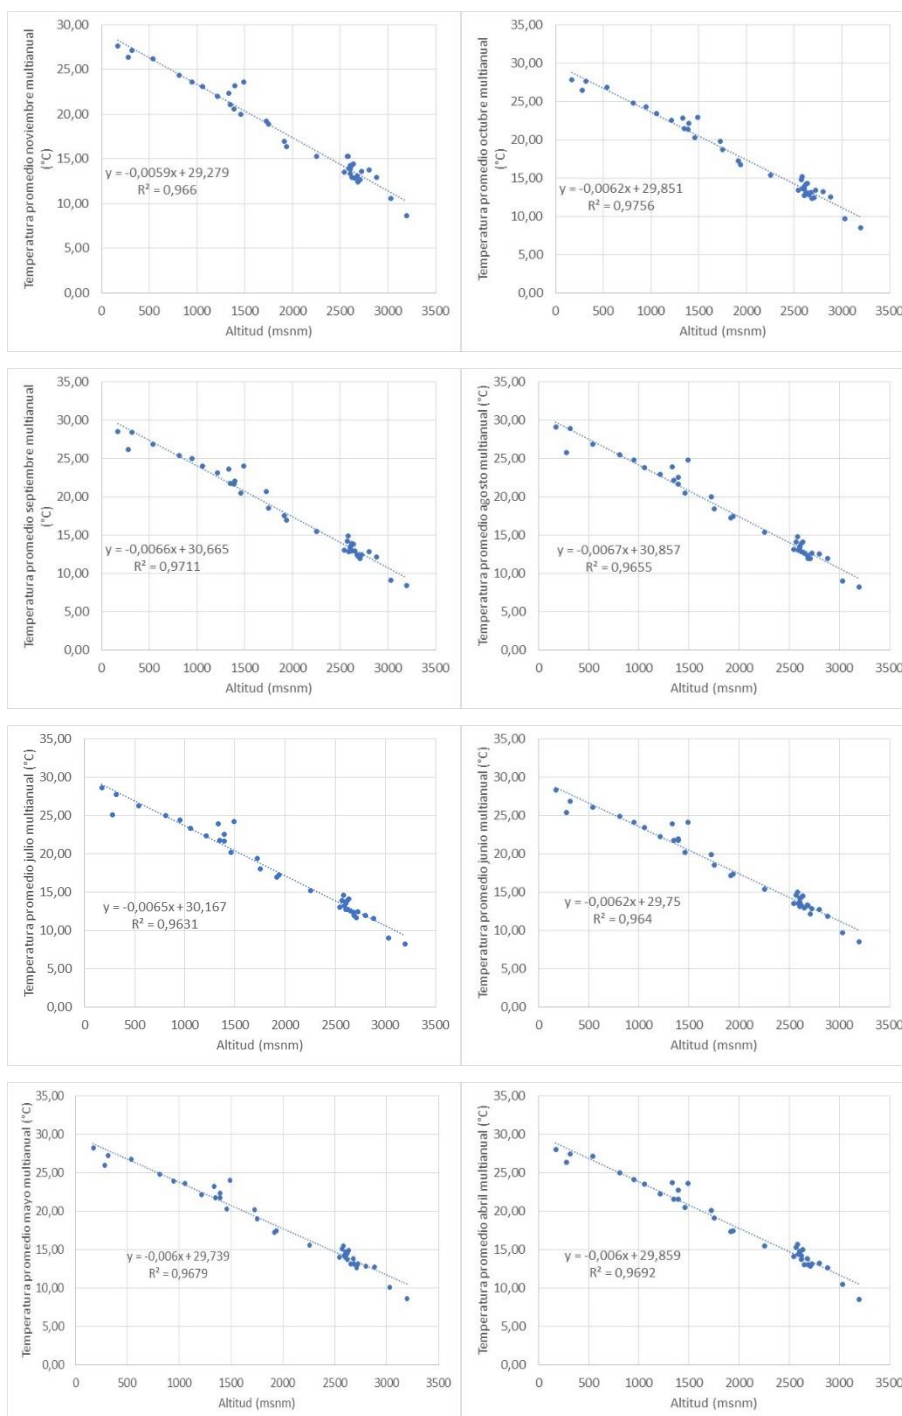 Temperatura promedio noviembre multianual
(°C)
30,00
25,00
20,00
15,00
10,00
5,00
0,00
y = -0,0059x + 29,279
R² = 0,966
0 500 1000 1500 2000 2500 3000 3500
Altitud (msnm)
Temperatura promedio octubre multianual
(°C)
35,00
30,00
25,00
20,00
15,00
10,00
5,00
0,00
y = -0,0062x + 29,851
R² = 0,9756
0 500 1000 1500 2000 2500 3000 3500
Altitud (msnm)
Temperatura promedio septiembre multianual
(°C)
35,00
30,00
25,00
20,00
15,00
10,00
5,00
0,00
y = -0,0066x + 30,665
R² = 0,9711
0 500 1000 1500 2000 2500 3000 3500
Altitud (msnm)
Temperatura promedio agosto multianual (°C)
35,00
30,00
25,00
20,00
15,00
10,00
5,00
0,00
y = -0,0067x + 30,857
R² = 0,9655
0 500 1000 1500 2000 2500 3000 3500
Altitud (msnm)
Temperatura promedio julio multianual (°C)
35,00
30,00
25,00
20,00
15,00
10,00
5,00
0,00
y = -0,0065x + 30,167
R² = 0,9631
0 500 1000 1500 2000 2500 3000 3500
Altitud (msnm)
Temperatura promedio junio multianual (°C)
35,00
30,00
25,00
20,00
15,00
10,00
5,00
0,00
y = -0,0062x + 29,75
R² = 0,964
0 500 1000 1500 2000 2500 3000 3500
Altitud (msnm)
Temperatura promedio mayo multianual (°C)
35,00
30,00
25,00
20,00
15,00
10,00
5,00
0,00
y = -0,006x + 29,739
R² = 0,9679
0 500 1000 1500 2000 2500 3000 3500
Altitud (msnm)
Temperatura promedio abril multianual (°C)
35,00
30,00
25,00
20,00
15,00
10,00
5,00
0,00
y = -0,006x + 29,859
R² = 0,9692
0 500 1000 1500 2000 2500 3000 3500
Altitud (msnm)